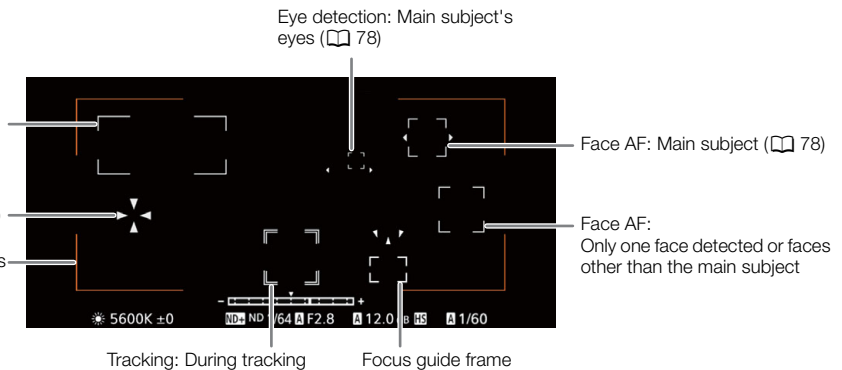 Eye detection: Main subject's
eyes (78)
Face AF: Main subject (78)
Face AF:
Only one face detected or faces
other than the main subject
s
- +
5600K ±0 ND+ ND 1/64 A F2.8 A 12.0 dB HS A 1/60
Tracking: During tracking
Focus guide frame